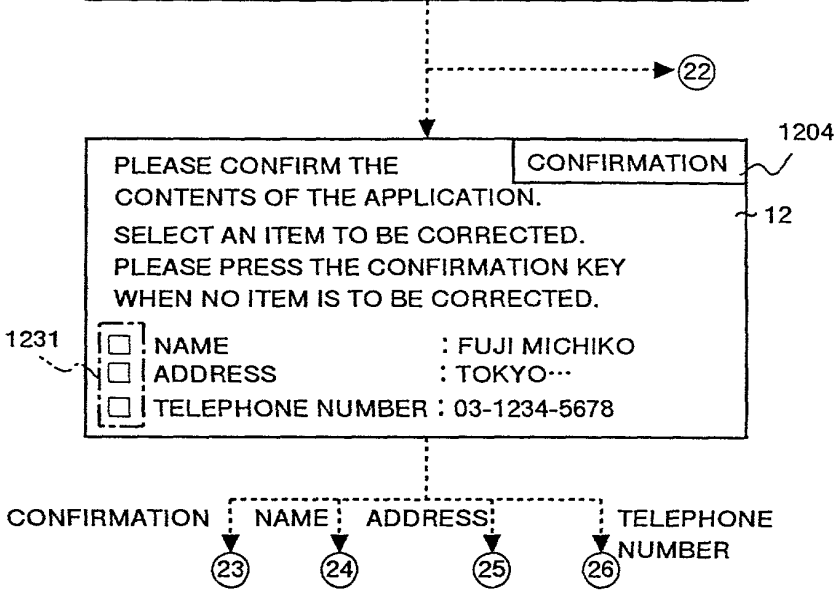 22
1204
PLEASE CONFIRM THE
CONFIRMATION
CONTENTS OF THE APPLICATION.
12
SELECT AN ITEM TO BE CORRECTED.
PLEASE PRESS THE CONFIRMATION KEY
WHEN NO ITEM IS TO BE CORRECTED.
1231
NAME : FUJI MICHIKO
ADDRESS : TOKYO⋯
TELEPHONE NUMBER : 03-1234-5678
CONFIRMATION NAME ADDRESS TELEPHONE
NUMBER
23 24 25 26